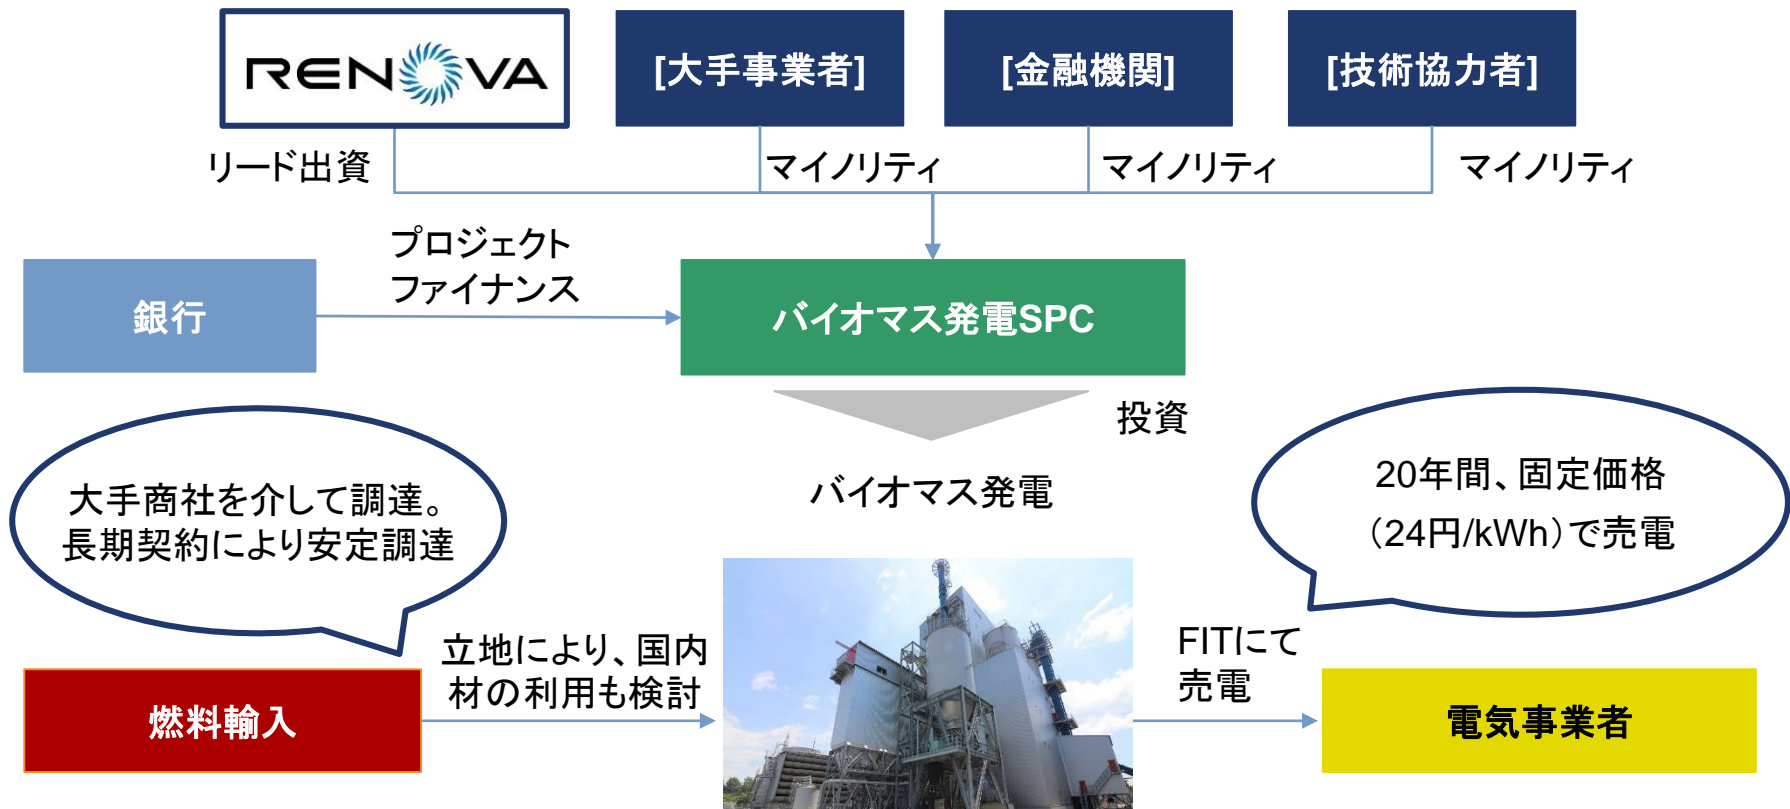 RENOVA
[大手事業者]
[金融機関]
[技術協力者]
リード出資
マイノリティ
マイノリティ
マイノリティ
プロジェクト
ファイナンス
銀行
バイオマス発電SPC
投資
大手商社を介して調達。
長期契約により安定調達
バイオマス発電
20年間、固定価格
（24円/kWh）で売電
燃料輸入
立地により、国内
材の利用も検討
FITにて
売電
電気事業者